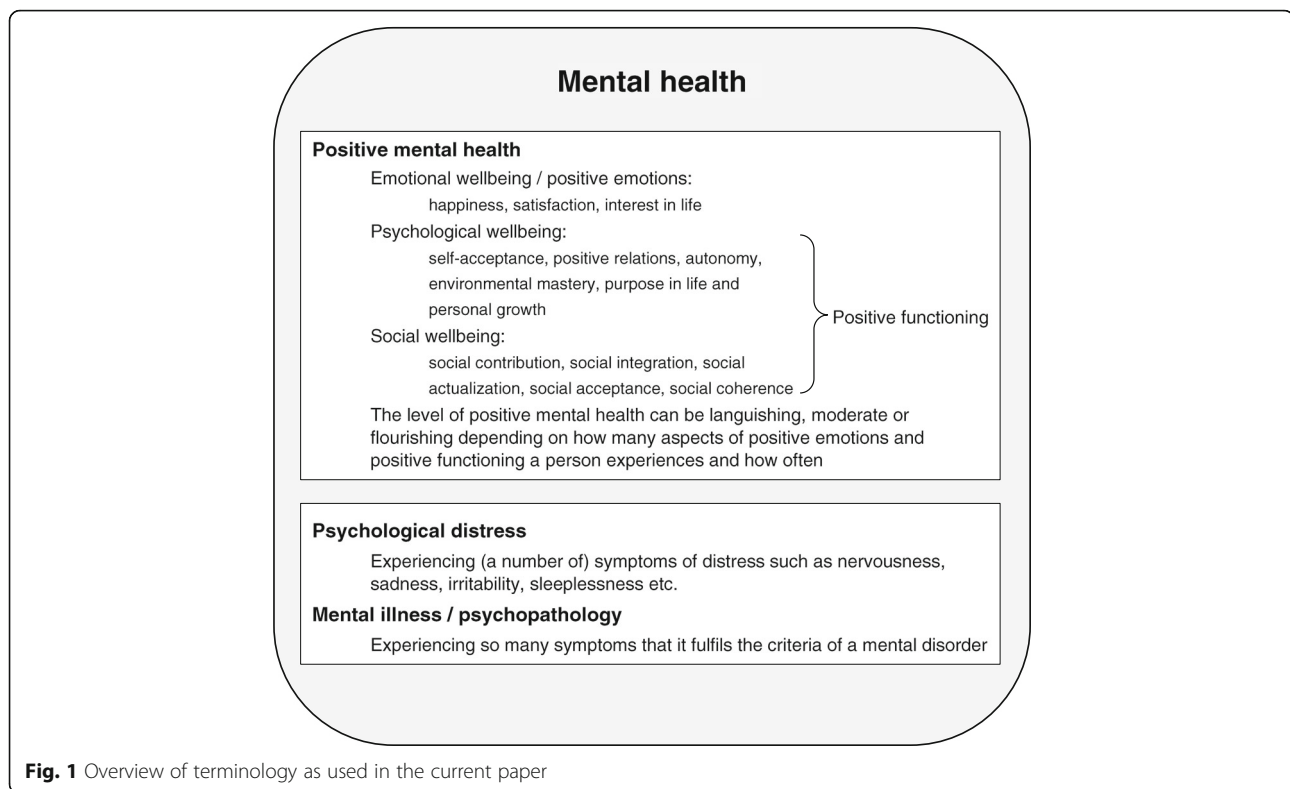 Mental health
Positive mental health
Emotional wellbeing / positive emotions:
happiness, satisfaction, interest in life
Psychological wellbeing:
self-acceptance, positive relations, autonomy,
environmental mastery, purpose in life and
personal growth
Positive functioning
Social wellbeing:
social contribution, social integration, social
actualization, social acceptance, social coherence
The level of positive mental health can be languishing, moderate or
flourishing depending on how many aspects of positive emotions and
positive functioning a person experiences and how often
Psychological distress
Experiencing (a number of) symptoms of distress such as nervousness,
sadness, irritability, sleeplessness etc.
Mental illness / psychopathology
Experiencing so many symptoms that it fulfils the criteria of a mental disorder
Fig. 1 Overview of terminology as used in the current paper